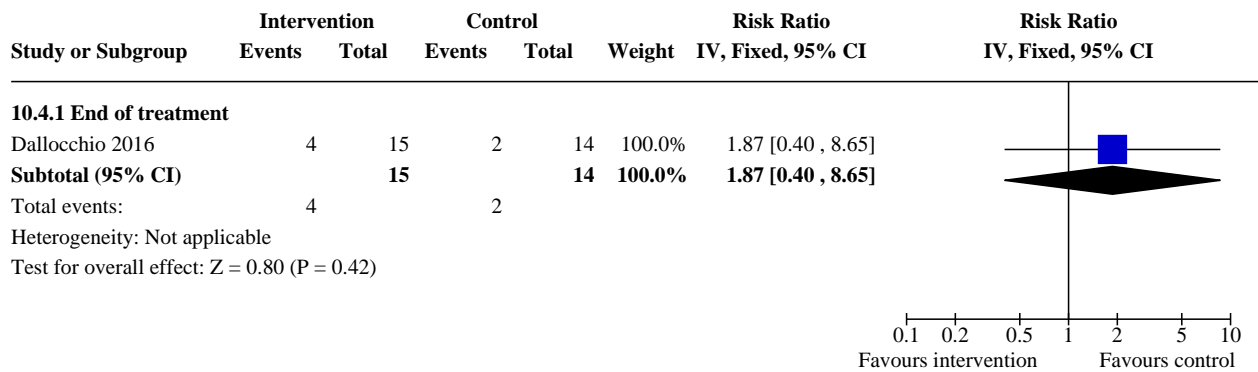 Intervention Control Risk Ratio Risk Ratio
Study or Subgroup Events Total Events Total Weight IV, Fixed, 95% CI IV, Fixed, 95% CI
10.4.1 End of treatment
Dallocchio 2016 4 15 2 14 100.0% 1.87 [0.40 , 8.65]
Subtotal (95% CI) 15 14 100.0% 1.87 [0.40 , 8.65]
Total events: 4 2
Heterogeneity: Not applicable
Test for overall effect: Z = 0.80 (P = 0.42)
0.1 0.2 0.5 1 2 5 10
Favours intervention Favours control